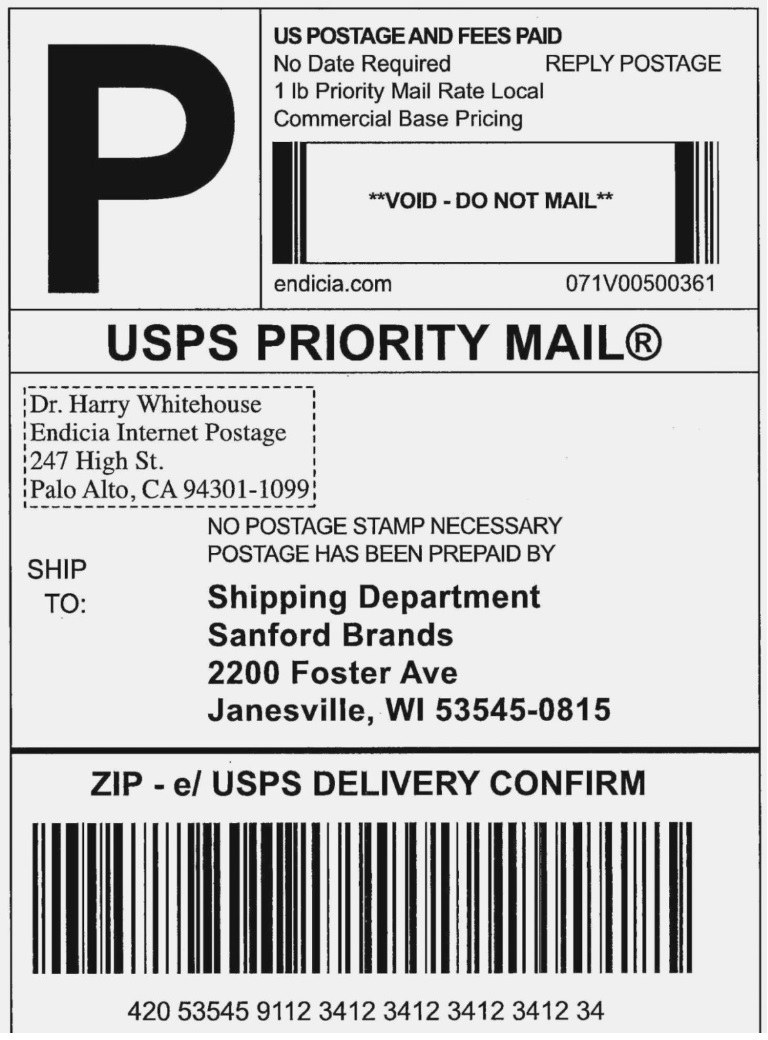 P
US POSTAGE AND FEES PAID
No Date Required REPLY POSTAGE
1 lb Priority Mail Rate Local
Commercial Base Pricing
**VOID - DO NOT MAIL**
endicia.com 071V00500361
USPS PRIORITY MAIL®
Dr. Harry Whitehouse
Endicia Internet Postage
247 High St.
Palo Alto, CA 94301-1099
NO POSTAGE STAMP NECESSARY
POSTAGE HAS BEEN PREPAID BY
SHIP
TO:
Shipping Department
Sanford Brands
2200 Foster Ave
Janesville, WI 53545-0815
ZIP - e/ USPS DELIVERY CONFIRM
420 53545 9112 3412 3412 3412 3412 34